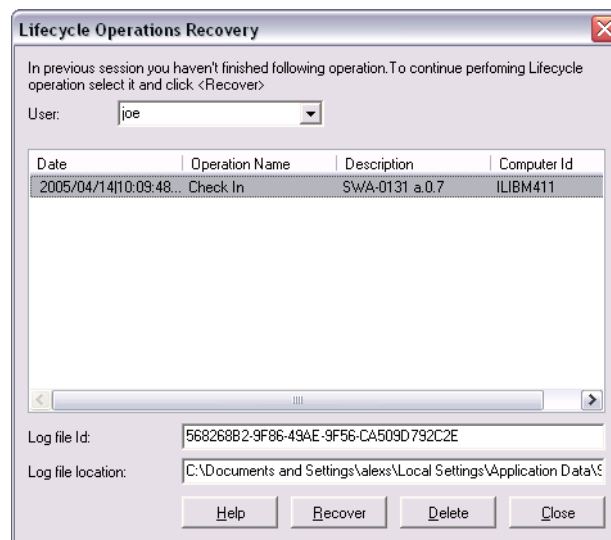 Lifecycle Operations Recovery
In previous session you haven't finished following operation.To continue perfoming Lifecycle
operation select it and click <Recover>
User: joe
Date Operation Name Description Computer Id
2005/04/14|10:09:48... Check In SWA-0131 a.0.7 ILIBM411
Log file Id: 568268B2-9F86-49AE-9F56-CA509D792C2E
Log file location: C:\Documents and Settings\alexs\Local Settings\Application Data\S
Help Recover Delete Close